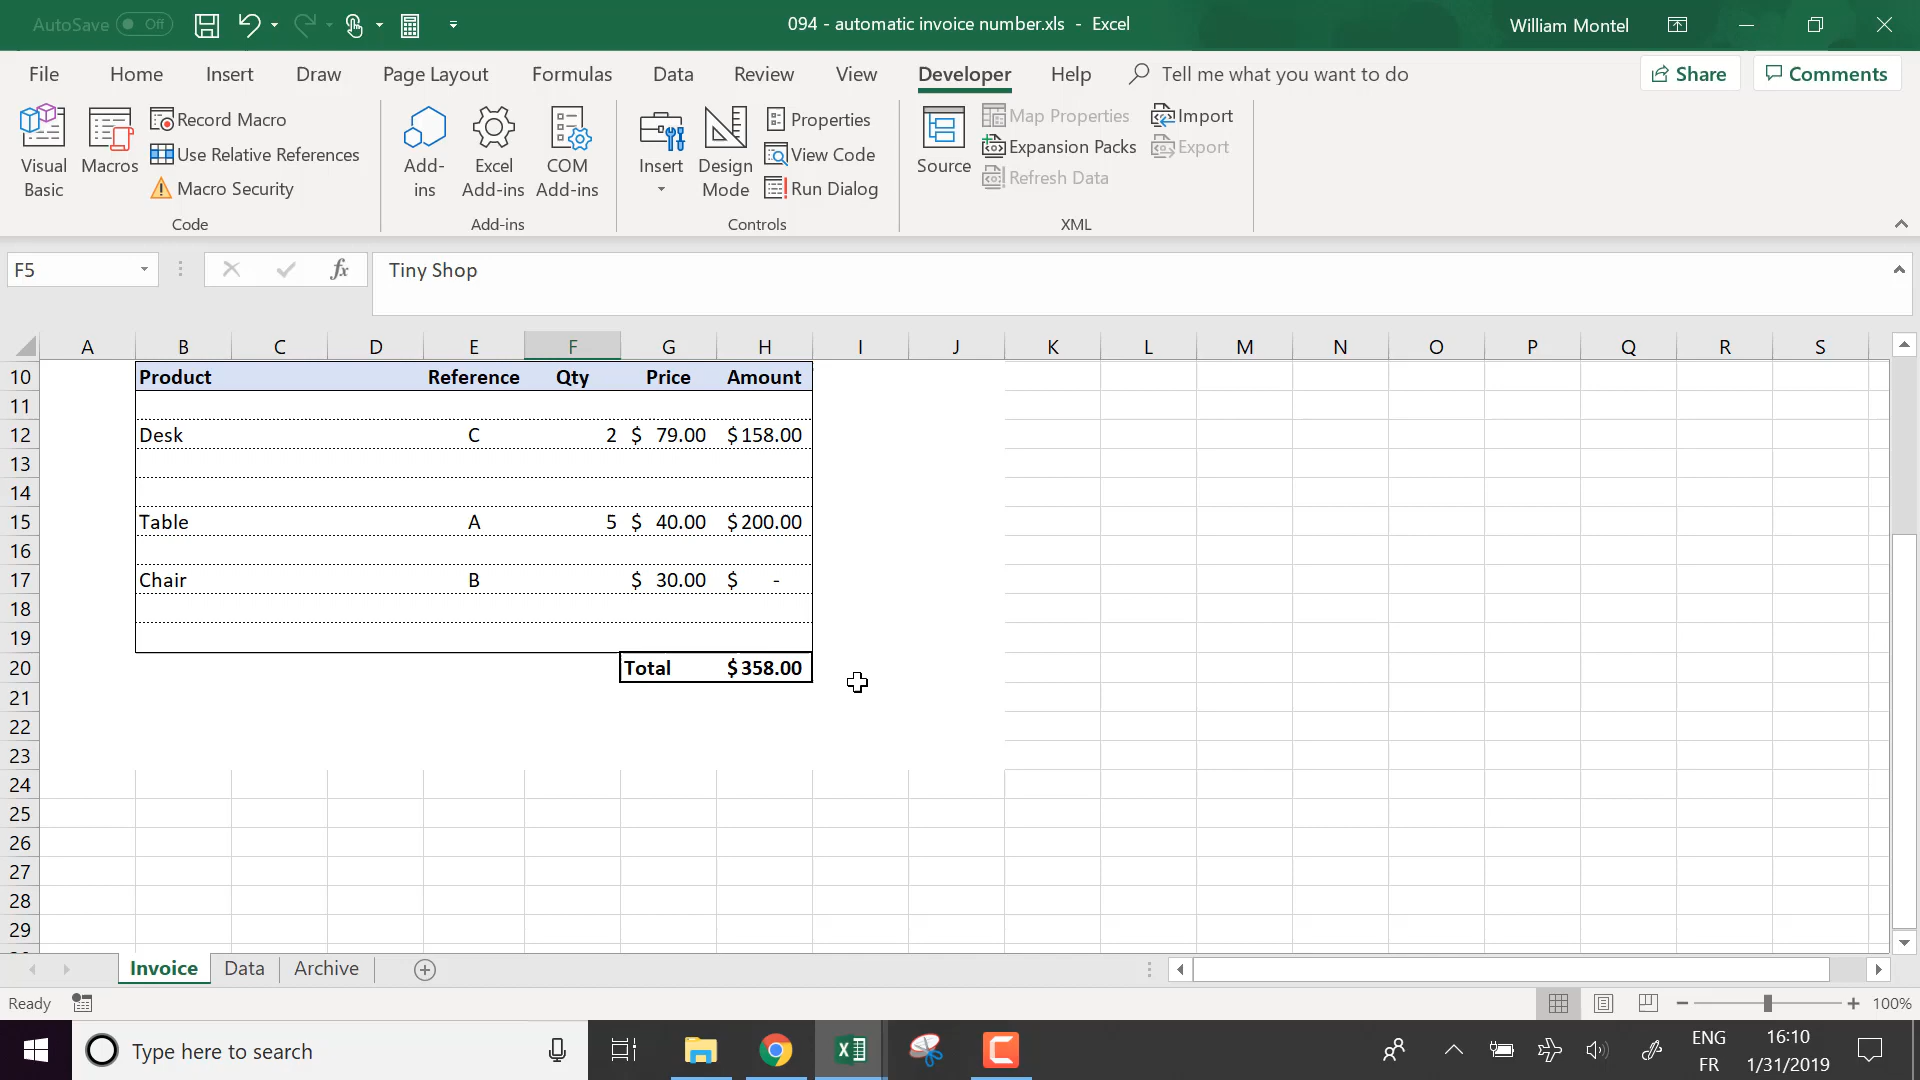 AutoSave Off
094 - automatic invoice number.xls - Excel
William Montel
File Home Insert Draw Page Layout Formulas Data Review View Developer Help Tell me what you want to do Share Comments
Visual Basic
Macros
Record Macro
Use Relative References
Macro Security
Code
Add-ins
Excel Add-ins
COM Add-ins
Add-ins
Insert
Design Mode
Properties
View Code
Run Dialog
Controls
Source
Map Properties
Expansion Packs
Refresh Data
Import
Export
XML
F5 fx Tiny Shop
A B C D E F G H I J K L M N O P Q R S
10 Product Reference Qty Price Amount
11
12 Desk C 2 $ 79.00 $158.00
13
14
15 Table A 5 $ 40.00 $200.00
16
17 Chair B $ 30.00 $ -
18
19
20 Total $358.00
21
22
23
24
25
26
27
28
29
Invoice Data Archive
Ready 100%
Type here to search
ENG
FR
16:10
1/31/2019